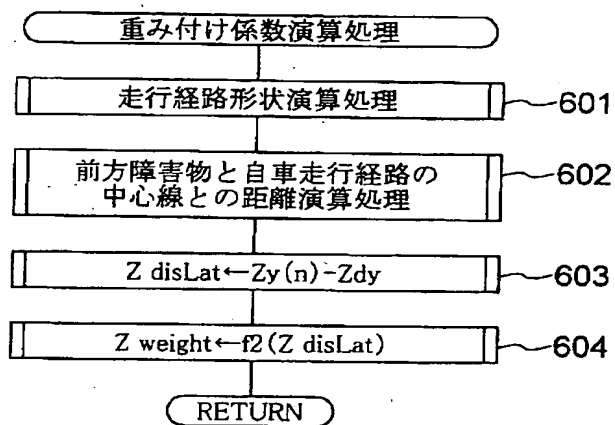 重み付け係数演算処理
走行経路形状演算処理
601
前方障害物と自車走行経路の
中心線との距離演算処理
602
Z disLat←Zy(n)-Zdy
603
Z weight←f2(Z disLat)
604
RETURN